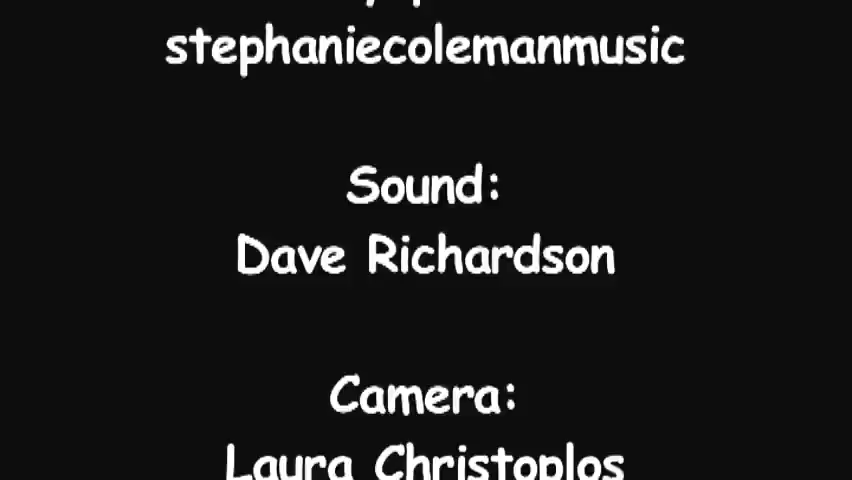 stephaniecolemanmusic
Sound:
Dave Richardson
Camera:
Laura Christoplos